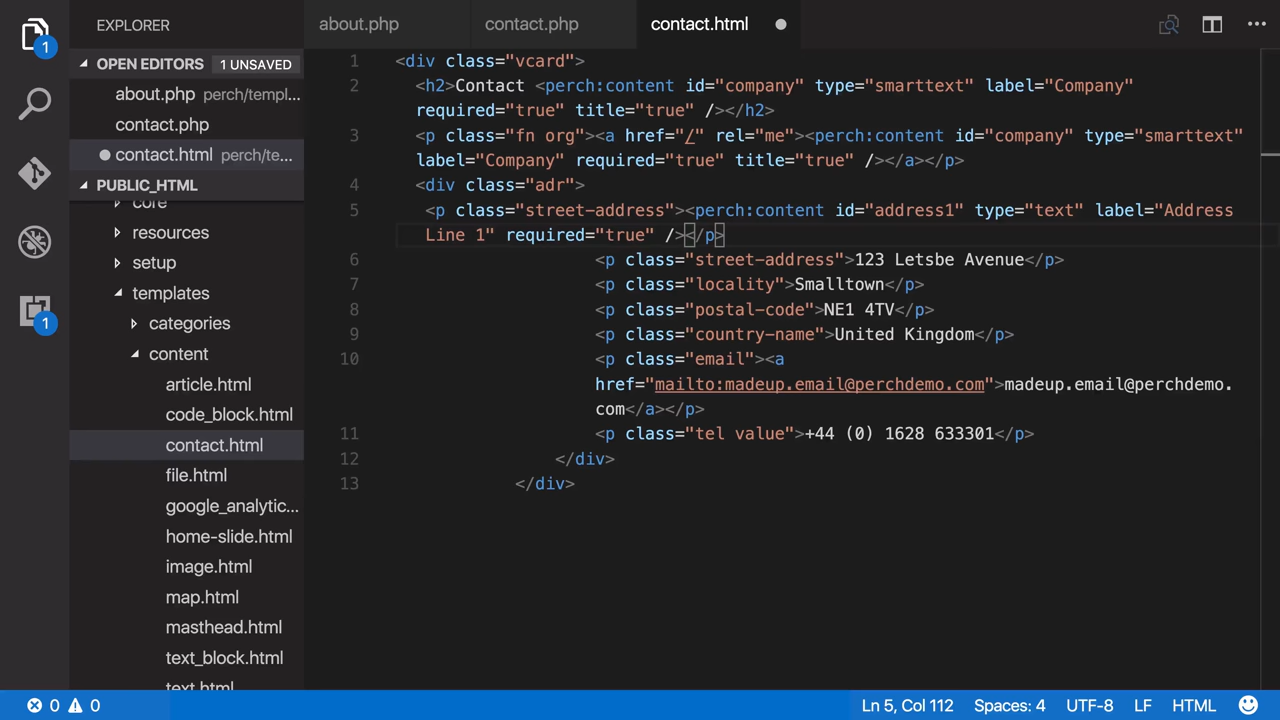 EXPLORER
about.php
contact.php
contact.html
1
OPEN EDITORS
1 UNSAVED
about.php perch/templ...
contact.php
contact.html perch/te...
PUBLIC_HTML
core
resources
setup
templates
categories
content
article.html
code_block.html
contact.html
file.html
google_analytic...
home-slide.html
image.html
map.html
masthead.html
text_block.html
text.html
1
1 <div class="vcard">
2 <h2>Contact <perch:content id="company" type="smarttext" label="Company"
required="true" title="true" /></h2>
3 <p class="fn org"><a href="/" rel="me"><perch:content id="company" type="smarttext"
label="Company" required="true" title="true" /></a></p>
4 <div class="adr">
5 <p class="street-address"><perch:content id="address1" type="text" label="Address
Line 1" required="true" /></p>
6 <p class="street-address">123 Letsbe Avenue</p>
7 <p class="locality">Smalltown</p>
8 <p class="postal-code">NE1 4TV</p>
9 <p class="country-name">United Kingdom</p>
10 <p class="email"><a
href="mailto:madeup.email@perchdemo.com">madeup.email@perchdemo.
com</a></p>
11 <p class="tel value">+44 (0) 1628 633301</p>
12 </div>
13 </div>
0 0
Ln 5, Col 112 Spaces: 4 UTF-8 LF HTML